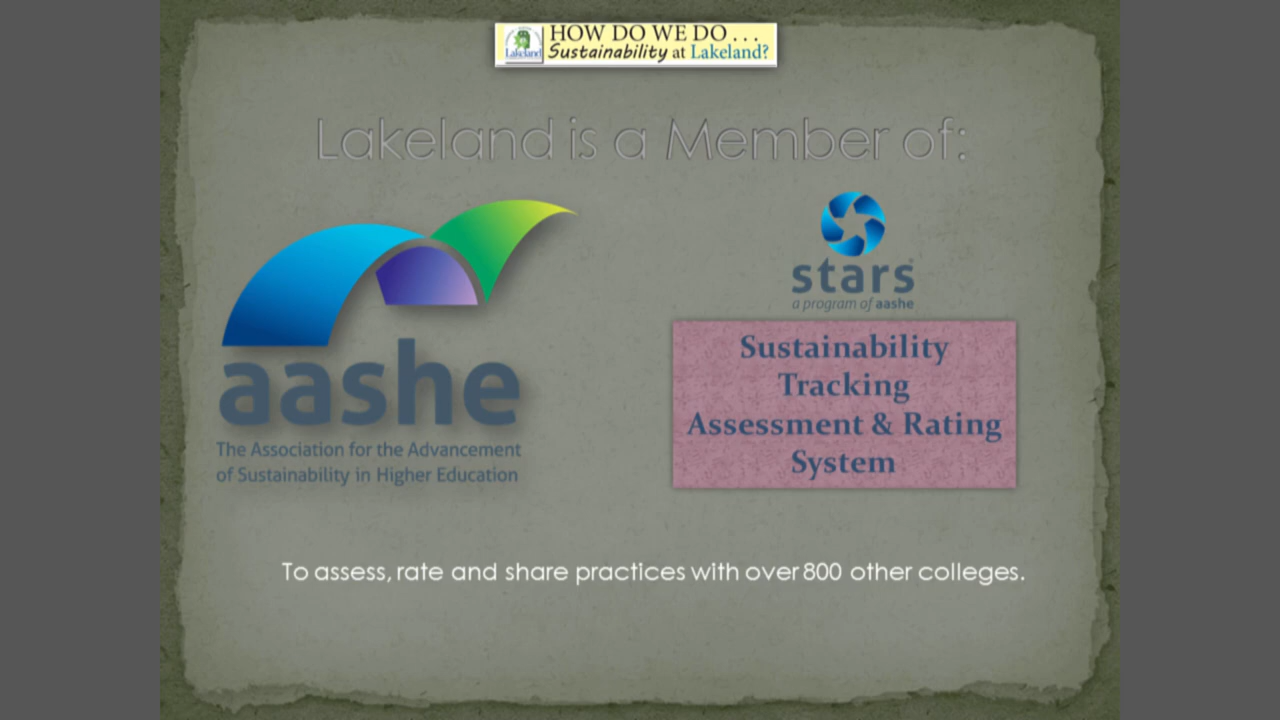 Lakeland
HOW DO WE DO . . .
Sustainability at Lakeland?
Lakeland is a Member of:
stars
a program of aashe
Sustainability
Tracking
Assessment & Rating
System
aashe
The Association for the Advancement
of Sustainability in Higher Education
To assess, rate and share practices with over 800 other colleges.